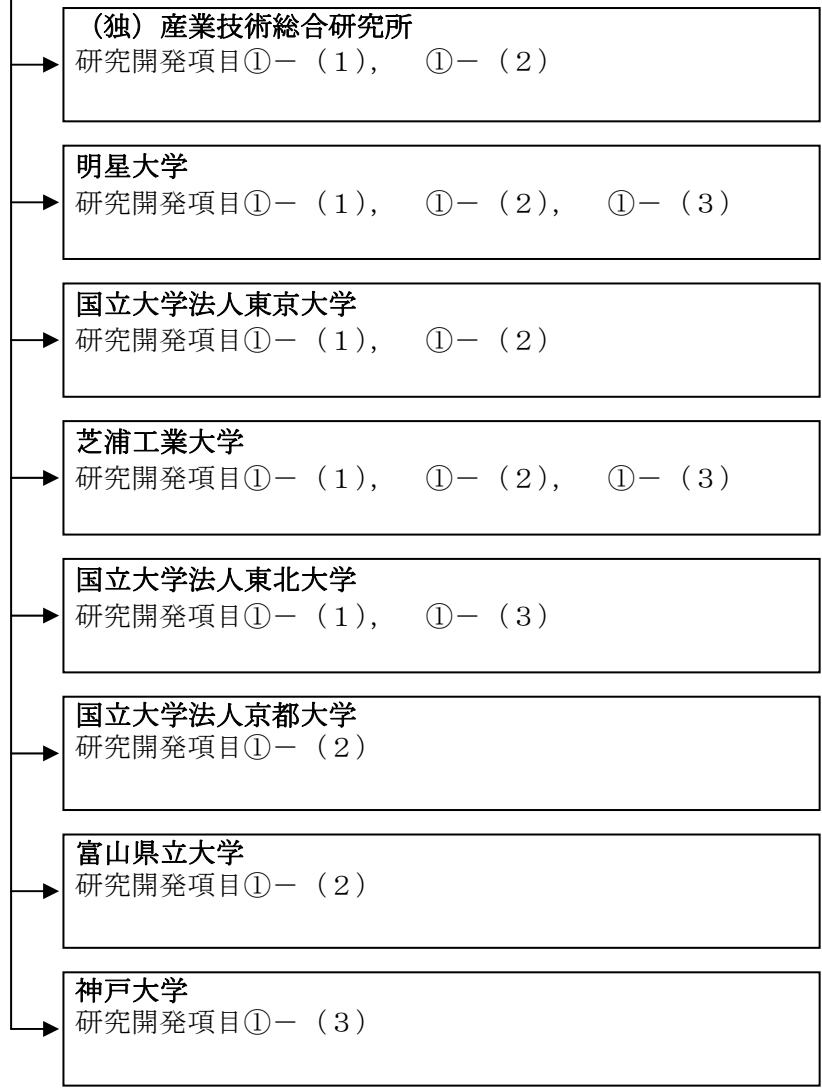 （独）産業技術総合研究所
研究開発項目①－（１）， ①－（２）
明星大学
研究開発項目①－（１）， ①－（２）， ①－（３）
国立大学法人東京大学
研究開発項目①－（１）， ①－（２）
芝浦工業大学
研究開発項目①－（１）， ①－（２）， ①－（３）
国立大学法人東北大学
研究開発項目①－（１）， ①－（３）
国立大学法人京都大学
研究開発項目①－（２）
富山県立大学
研究開発項目①－（２）
神戸大学
研究開発項目①－（３）